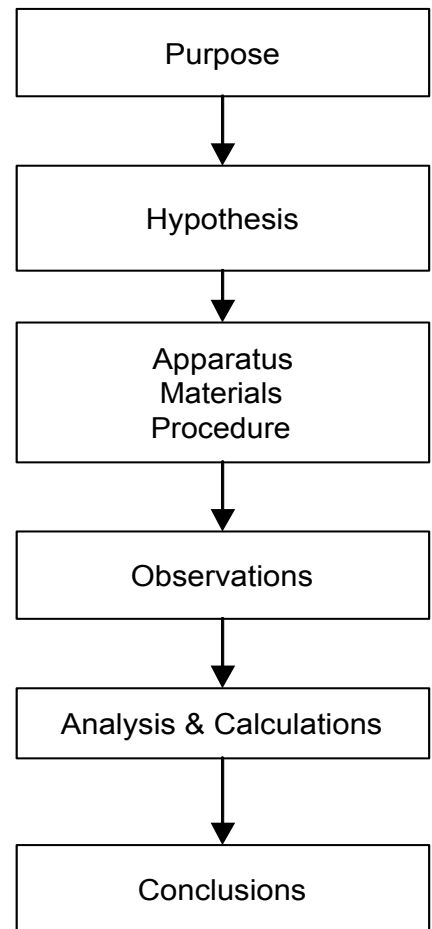 Purpose
Hypothesis
Apparatus
Materials
Procedure
Observations
Analysis & Calculations
Conclusions